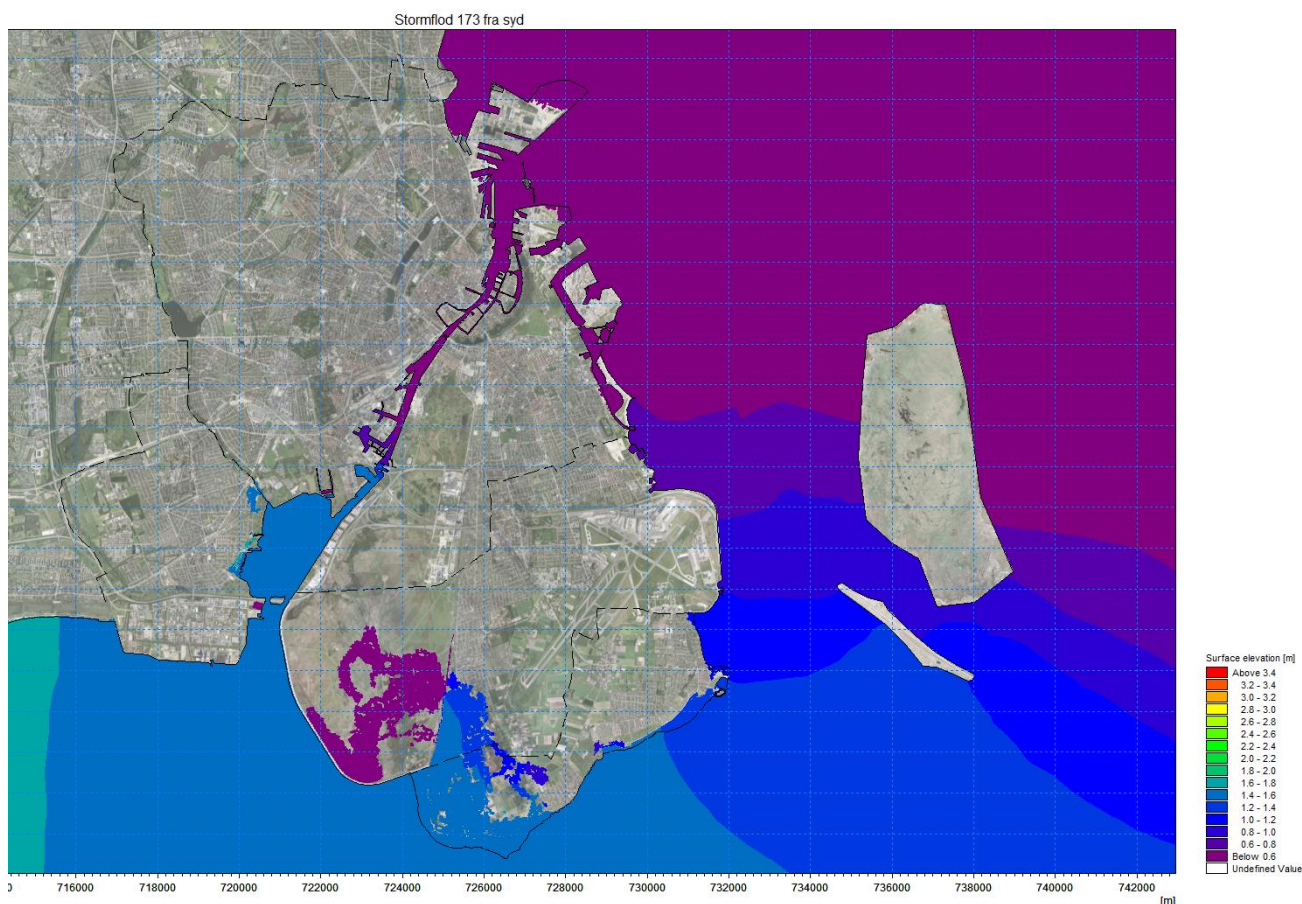 Stormflod 173 fra syd
Surface elevation [m]
Above 3.4
3.2 - 3.4
3.0 - 3.2
2.8 - 3.0
2.6 - 2.8
2.4 - 2.6
2.2 - 2.4
2.0 - 2.2
1.8 - 2.0
1.6 - 1.8
1.4 - 1.6
1.2 - 1.4
1.0 - 1.2
0.8 - 1.0
0.6 - 0.8
Below 0.6
Undefined Value
0 716000 718000 720000 722000 724000 726000 728000 730000 732000 734000 736000 738000 740000 742000
[m]